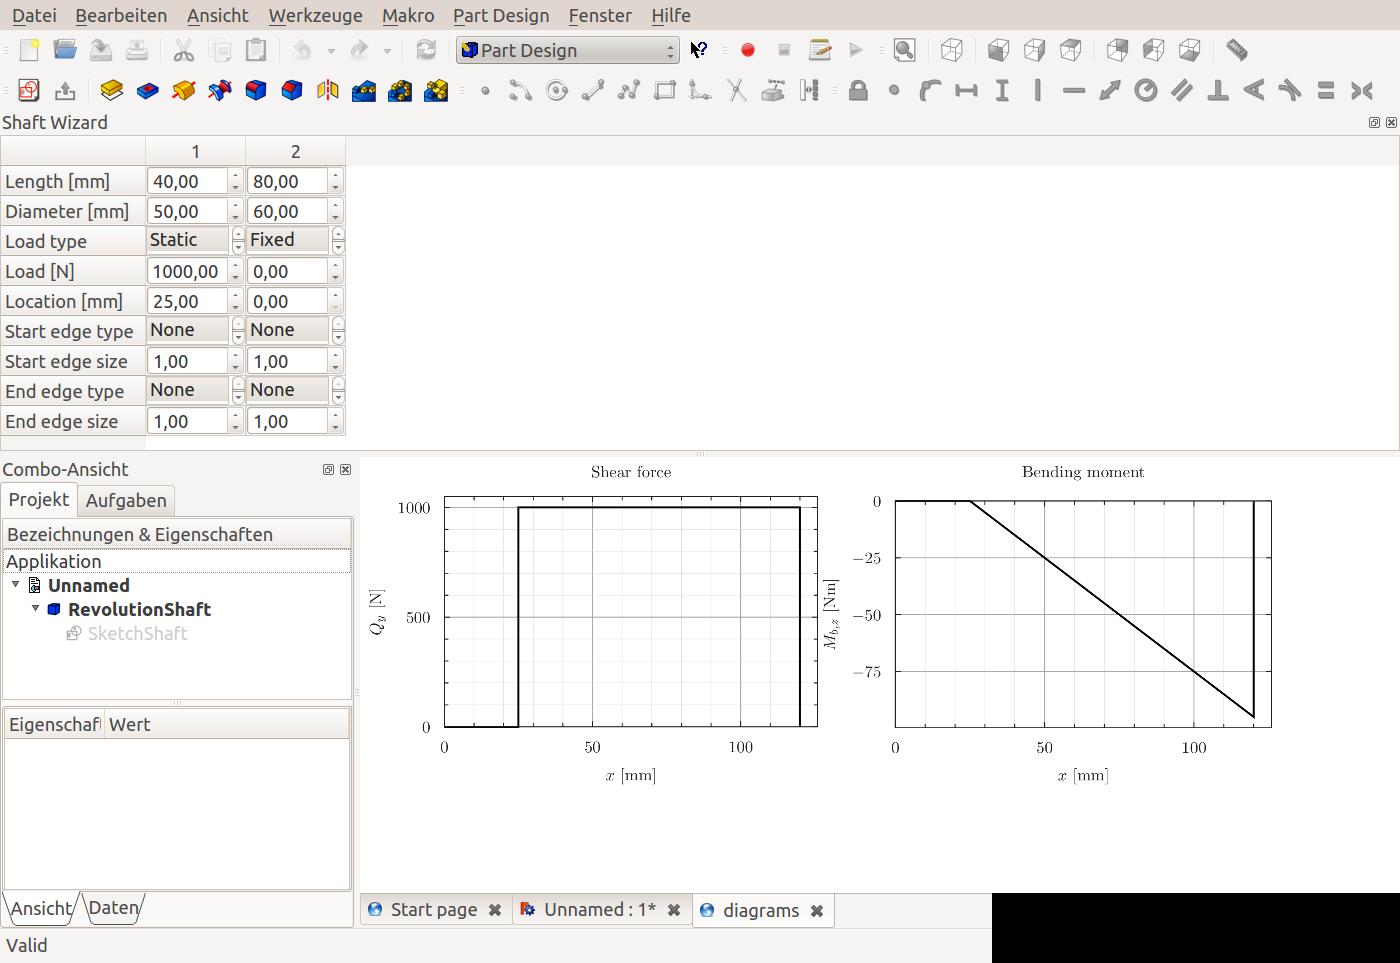 Datei Bearbeiten Ansicht Werkzeuge Makro Part Design Fenster Hilfe
Part Design
Shaft Wizard
1 2
Length [mm] 40,00 80,00
Diameter [mm] 50,00 60,00
Load type Static Fixed
Load [N] 1000,00 0,00
Location [mm] 25,00 0,00
Start edge type None None
Start edge size 1,00 1,00
End edge type None None
End edge size 1,00 1,00
Combo-Ansicht
Projekt Aufgaben
Bezeichnungen & Eigenschaften
Applikation
Unnamed
RevolutionShaft
SketchShaft
Eigenschaf Wert
Ansicht Daten
Shear force
1000
500
0
Qy [N]
0 50 100
x [mm]
Bending moment
0
−25
−50
−75
Mb,z [Nm]
0 50 100
x [mm]
Start page Unnamed : 1* diagrams
Valid